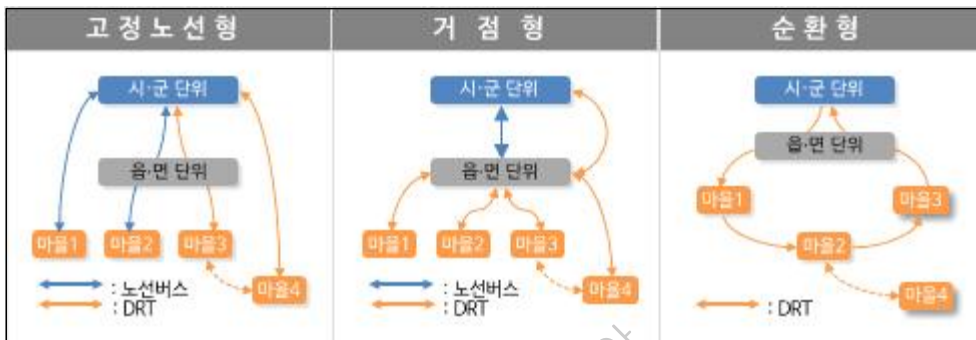 고정노선형
시·군 단위
읍·면 단위
마을1 마을2 마을3
마을4
: 노선버스
: DRT
거 점 형
시·군 단위
읍·면 단위
마을1 마을2 마을3
마을4
: 노선버스
: DRT
순환형
시·군 단위
읍·면 단위
마을1
마을3
마을2
마을4
: DRT